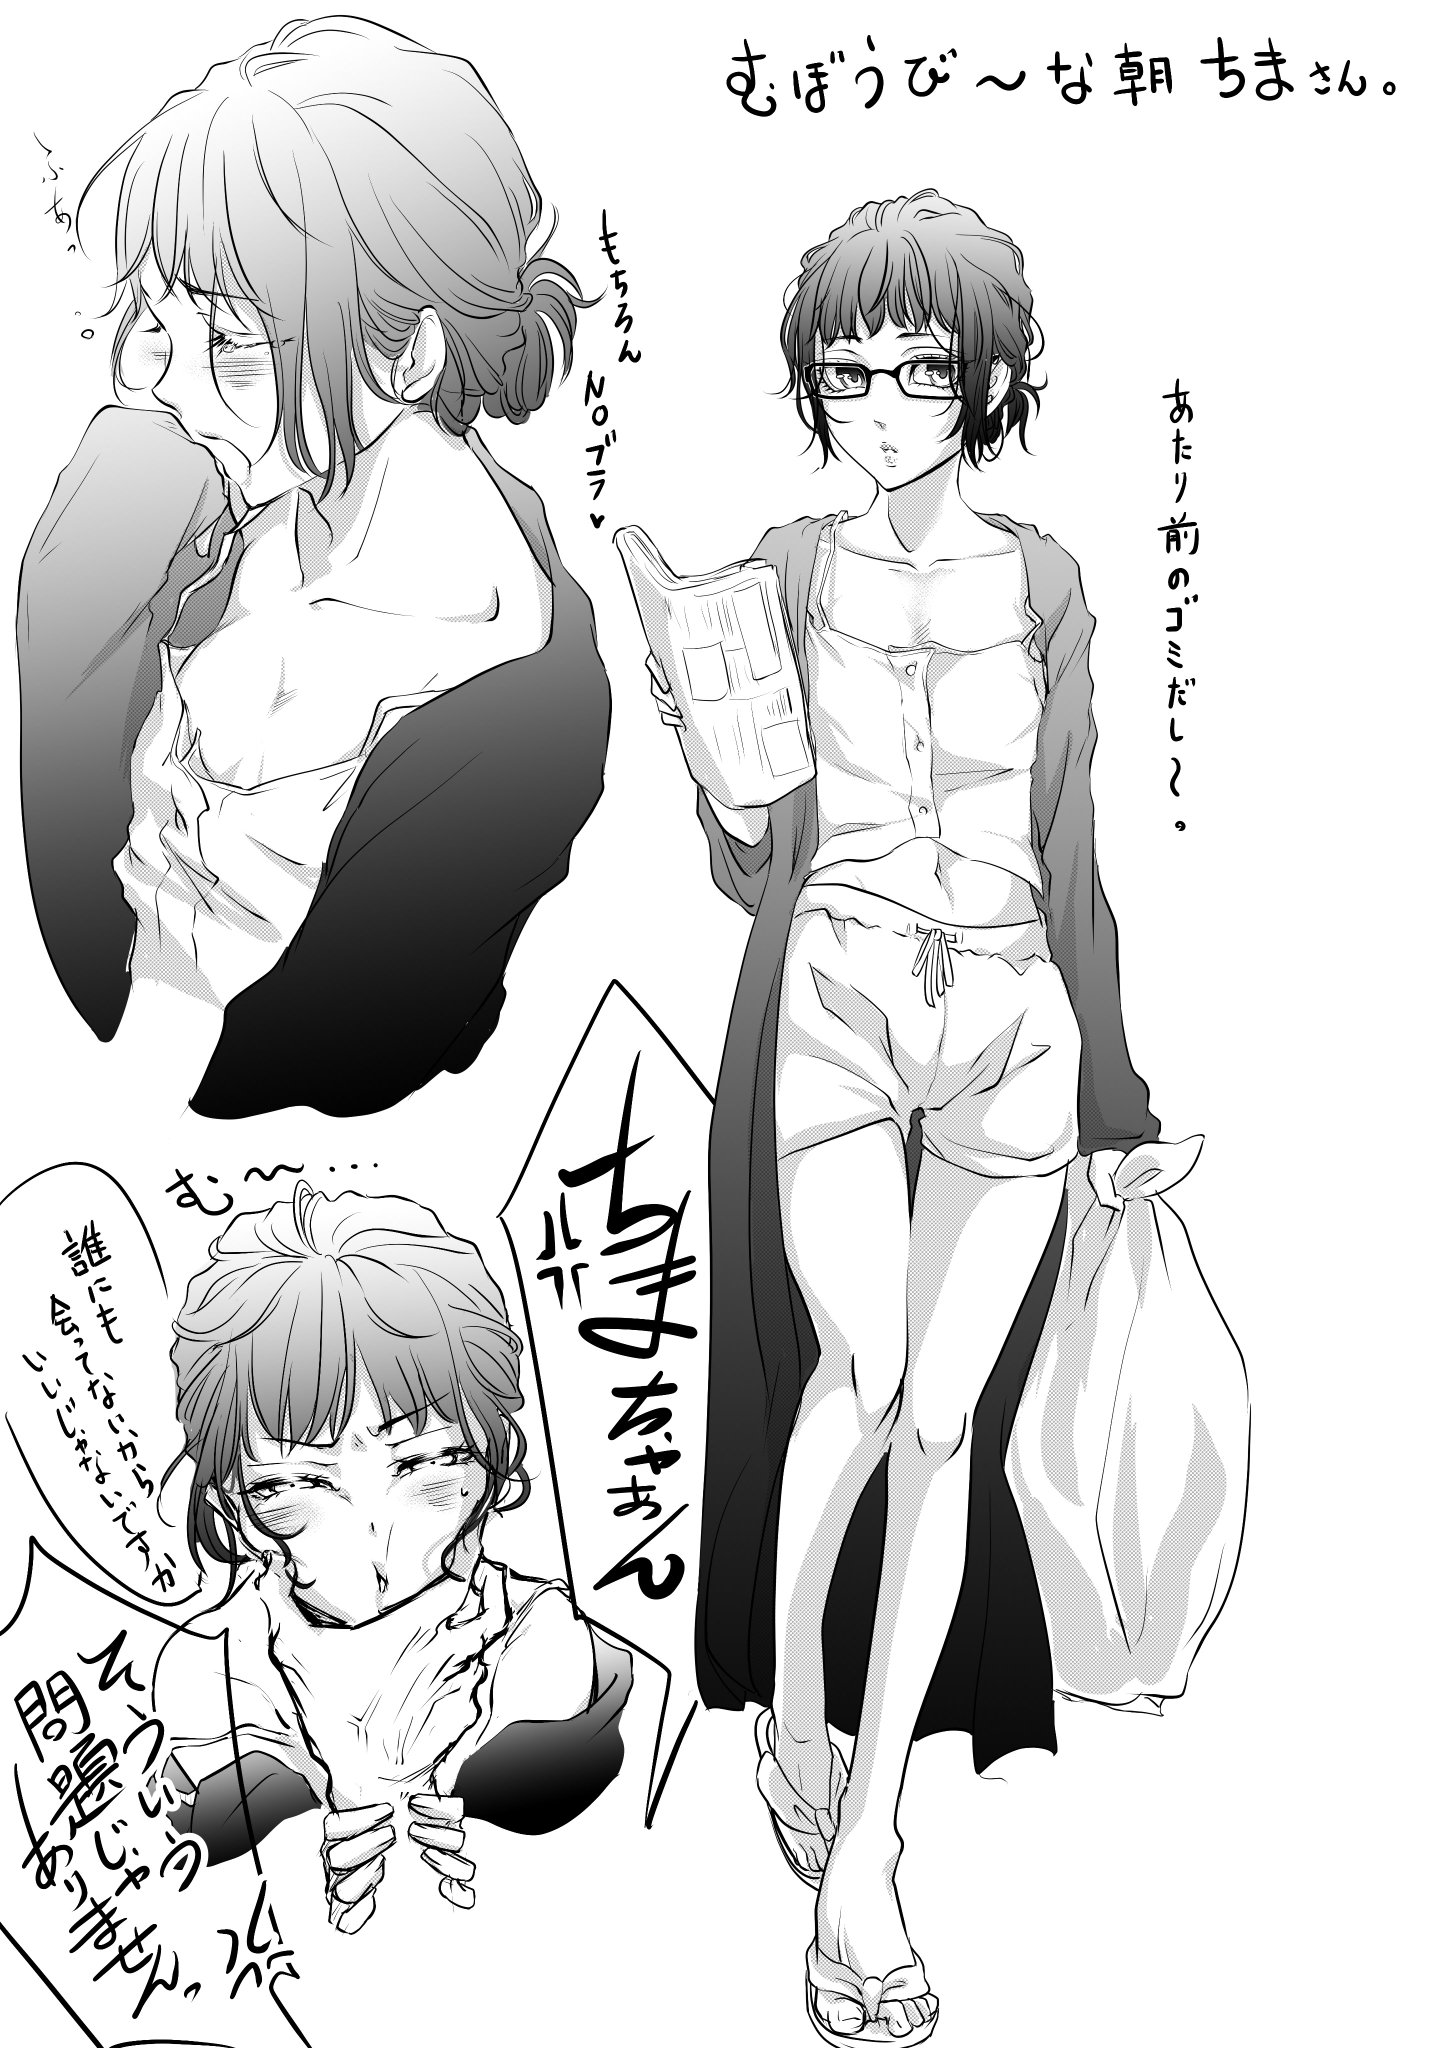 むぼうび〜な朝 ちまさん。
ふあっ
もちろん
NOブラ♥
あたり前のゴミだし〜。
ちまちゃぁん
む〜…
誰にも
会ってないから
いいじゃないですか
そういう
問題じゃ
ありません。